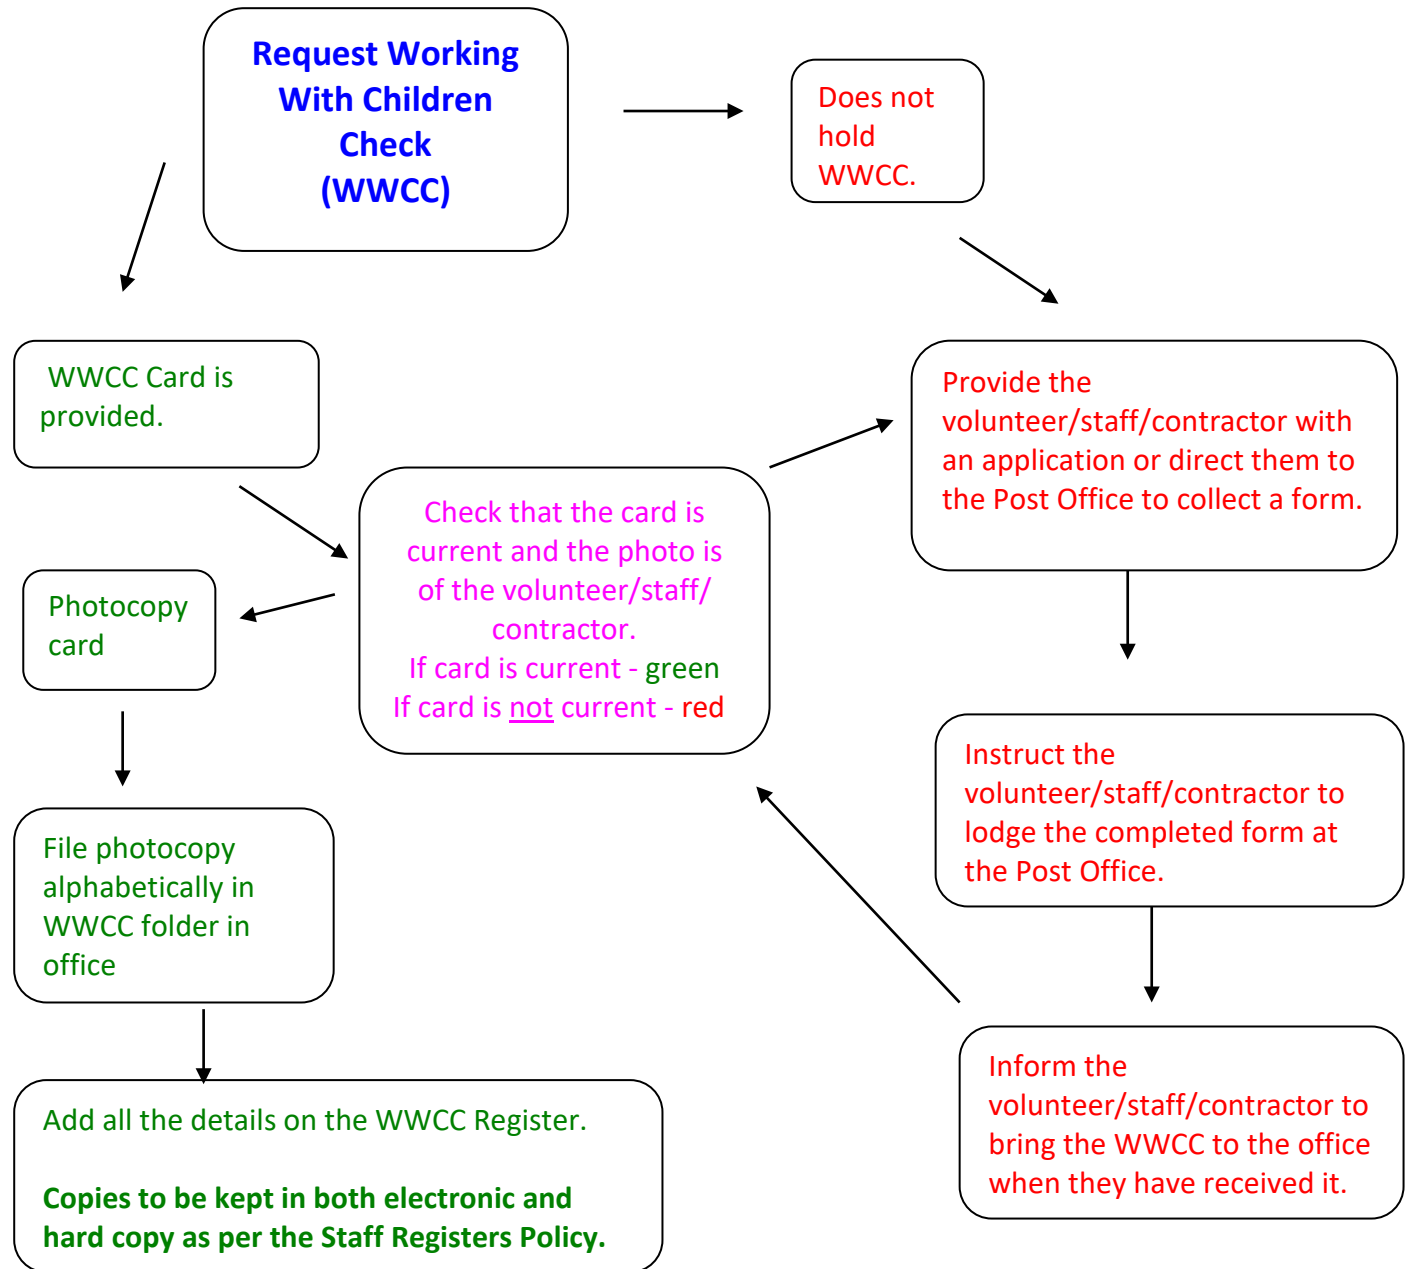 Request Working
With Children
Check
(WWCC)
Does not
hold
WWCC.
WWCC Card is
provided.
Provide the
volunteer/staff/contractor with
an application or direct them to
the Post Office to collect a form.
Check that the card is
current and the photo is
of the volunteer/staff/
contractor.
If card is current - green
If card is not current - red
Photocopy
card
Instruct the
volunteer/staff/contractor to
lodge the completed form at
the Post Office.
File photocopy
alphabetically in
WWCC folder in
office
Inform the
volunteer/staff/contractor to
bring the WWCC to the office
when they have received it.
Add all the details on the WWCC Register.
Copies to be kept in both electronic and
hard copy as per the Staff Registers Policy.